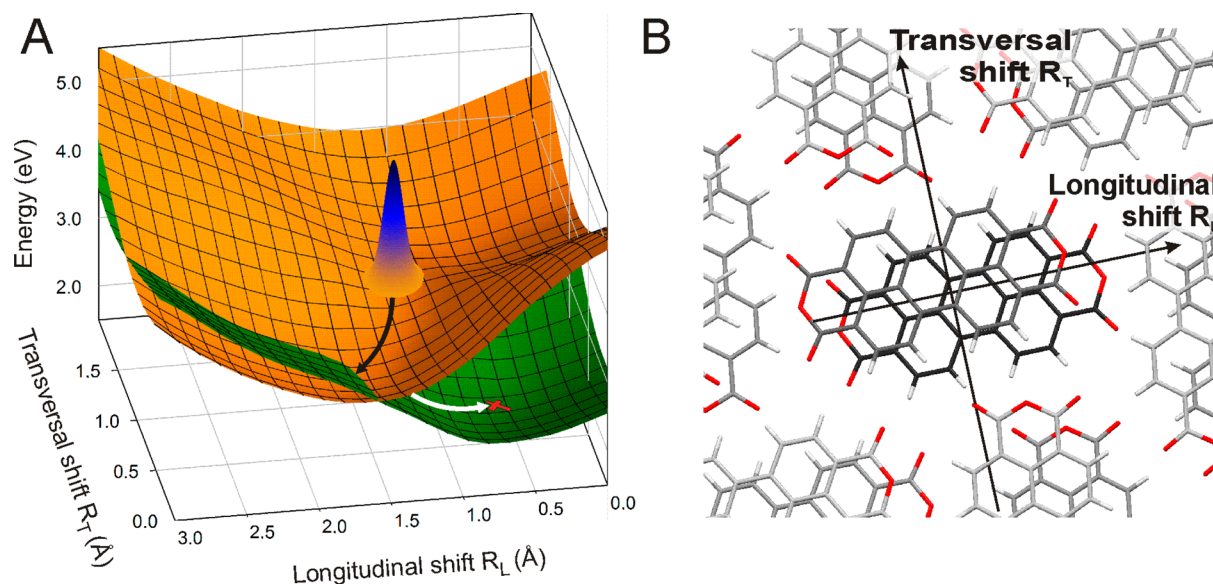 A
5.0
4.0
3.0
2.0
Energy (eV)
1.5
1.0
0.5
0.0
Transversal shift R_T (Å)
3.0
2.5
2.0
1.5
1.0
0.5
0.0
Longitudinal shift R_L (Å)
B
Transversal
shift R_T
Longitudinal
shift R